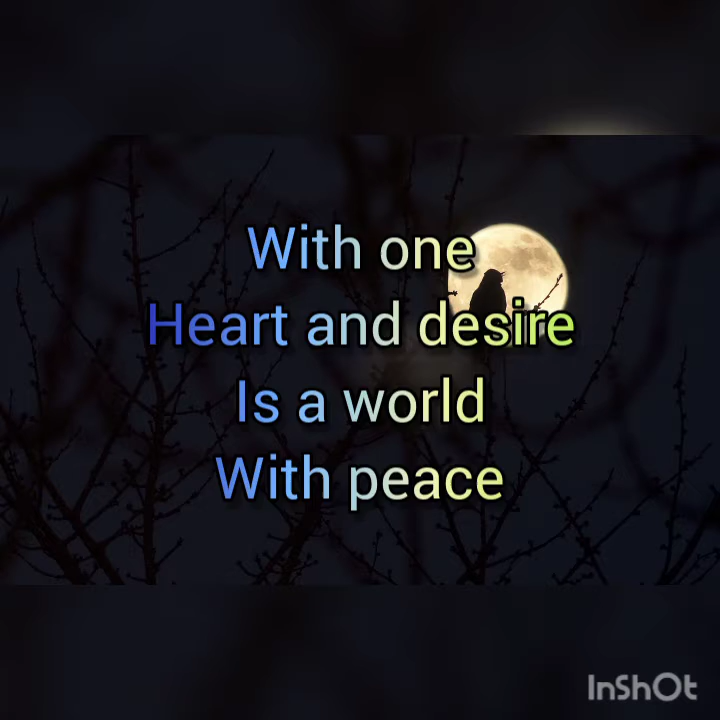 With one
Heart and desire
Is a world
With peace
InShOt